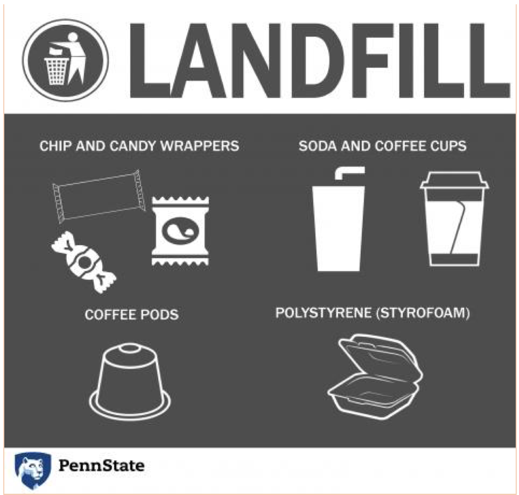 LANDFILL
CHIP AND CANDY WRAPPERS
SODA AND COFFEE CUPS
COFFEE PODS
POLYSTYRENE (STYROFOAM)
PennState